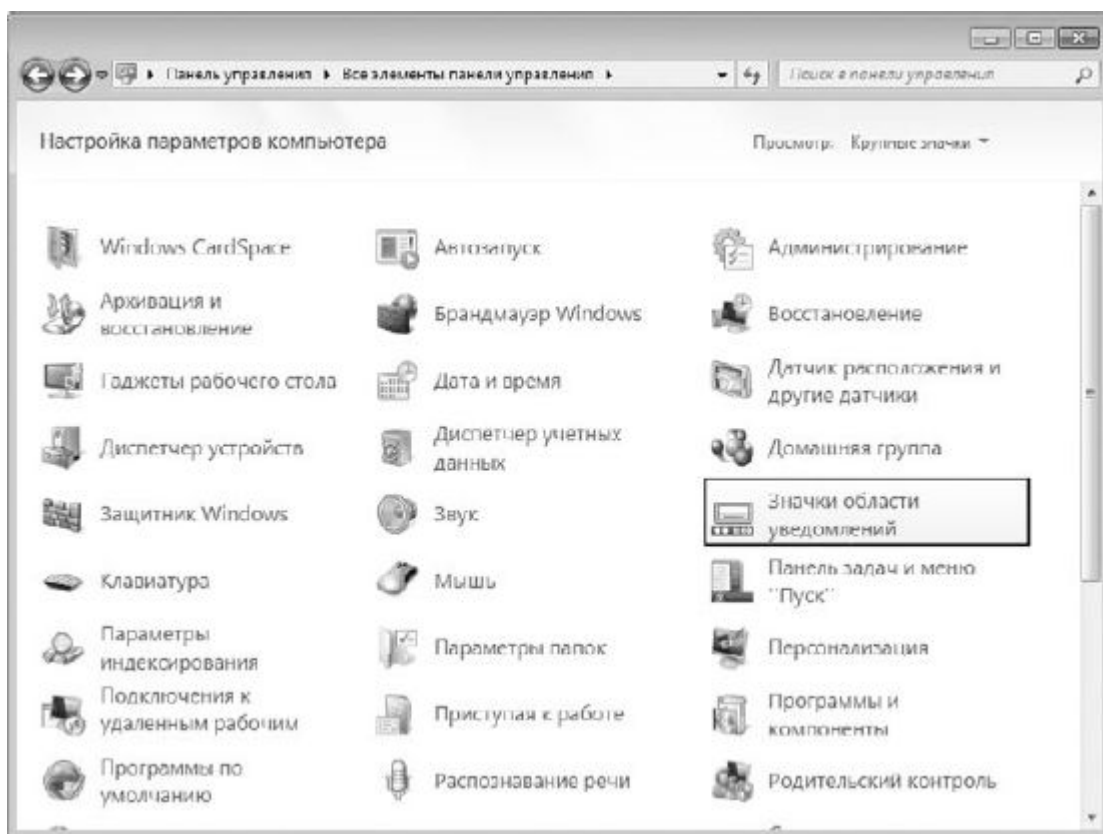 Панель управления ▸ Все элементы панели управления ▸
Поиск в панели управления
Настройка параметров компьютера
Просмотр: Крупные значки
Windows CardSpace
Автозапуск
Администрирование
Архивация и
восстановление
Брандмауэр Windows
Восстановление
Гаджеты рабочего стола
Дата и время
Датчик расположения и
другие датчики
Диспетчер устройств
Диспетчер учетных
данных
Домашняя группа
Защитник Windows
Звук
Значки области
уведомлений
Клавиатура
Мышь
Панель задач и меню
"Пуск"
Параметры
индексирования
Параметры папок
Персонализация
Подключения к
удаленным рабочим
Приступая к работе
Программы и
компоненты
Программы по
умолчанию
Распознавание речи
Родительский контроль